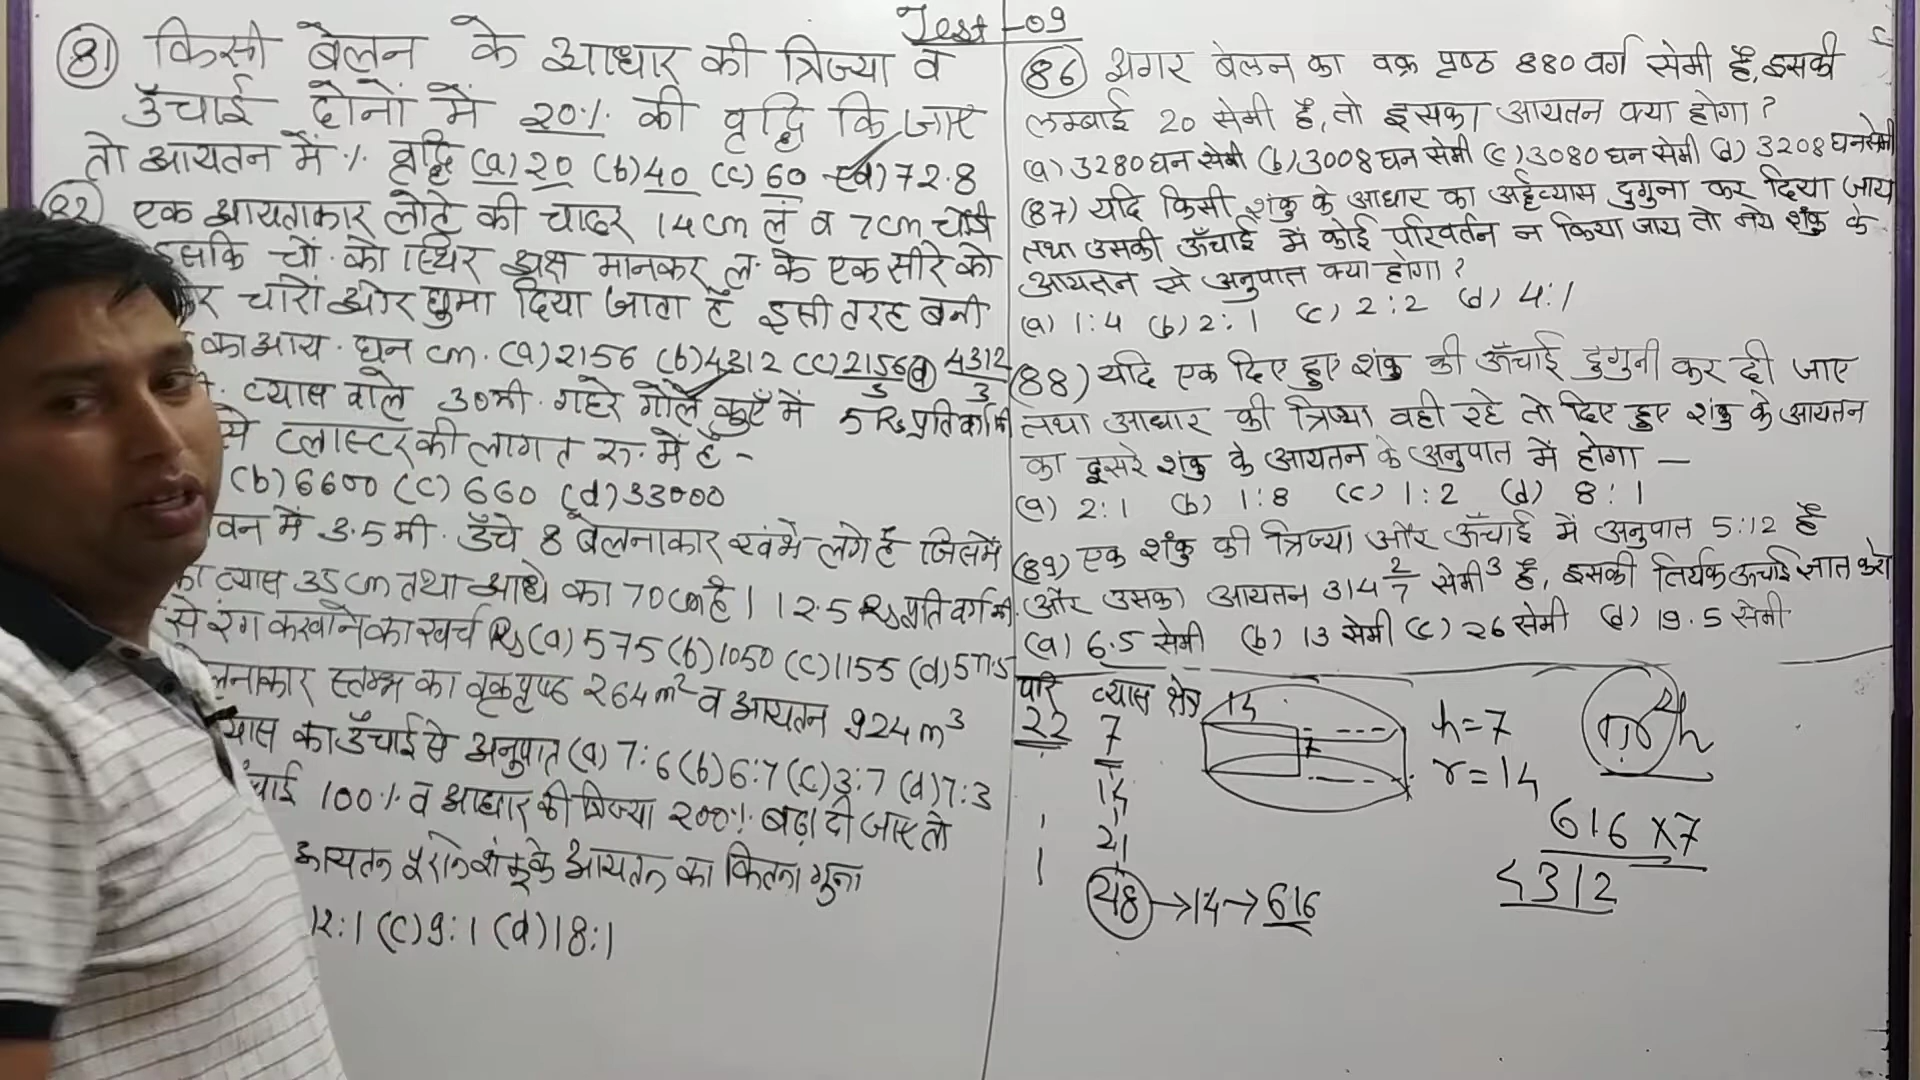 Test-09
(81) किसी बेलन के आधार की त्रिज्या व
ऊँचाई दोनों में 20% की वृद्धि कि जाए
तो आयतन में % वृद्धि (a) 20 (b) 40 (c) 60 (d) 72.8
(82) एक आयताकार लोहे की चादर 14cm लं व 7cm चौ
चौ. को स्थिर अक्ष मानकर ल. के एक सीरे को
चारों ओर घुमा दिया जाता है इसी तरह बनी
का आय. घन cm. (a) 2156 (b) 4312 (c) 2156/3 (d) 4312/3
व्यास वाले 30मी. गहरे गोले कुएँ में 5 Rs प्रति वर्ग मी
से प्लास्टर की लागत रु. में है -
(b) 6600 (c) 660 (d) 33000
वन में 3.5 मी. ऊँचे 8 बेलनाकार खंभे लगे है जिसमें
का व्यास 35cm तथा आधे का 70cm है। 12.5 Rs प्रति वर्ग मी.
से रंग करवाने का खर्च Rs (a) 575 (b) 1050 (c) 1155 (d) 577.5
लनाकार स्तम्भ का वृकपृष्ठ 264m² व आयतन 924m³
यास का ऊँचाई से अनुपात (a) 7:6 (b) 6:7 (c) 3:7 (d) 7:3
चाई 100% व आधार की त्रिज्या 200% बढ़ा दी जाए तो
आयतन पुराने शंकु के आयतन का कितना गुना
12:1 (c) 9:1 (d) 18:1
(86) अगर बेलन का वक्र पृष्ठ 880 वर्ग सेमी है, इसकी
लम्बाई 20 सेमी है, तो इसका आयतन क्या होगा?
(a) 3280 घन सेमी (b) 3008 घन सेमी (c) 3080 घन सेमी (d) 3208 घन सेमी
(87) यदि किसी शंकु के आधार का अर्द्धव्यास दुगुना कर दिया जाय
तथा उसकी ऊँचाई में कोई परिवर्तन न किया जाय तो नये शंकु के
आयतन से अनुपात क्या होगा?
(a) 1:4 (b) 2:1 (c) 2:2 (d) 4:1
(88) यदि एक दिए हुए शंकु की ऊँचाई दुगुनी कर दी जाए
तथा आधार की त्रिज्या वही रहे तो दिए हुए शंकु के आयतन
का दूसरे शंकु के आयतन के अनुपात में होगा —
(a) 2:1 (b) 1:8 (c) 1:2 (d) 8:1
(89) एक शंकु की त्रिज्या और ऊँचाई में अनुपात 5:12 है
और उसका आयतन 314 2/7 सेमी³ है, इसकी तिर्यक ऊंचाई ज्ञात करो
(a) 6.5 सेमी (b) 13 सेमी (c) 26 सेमी (d) 19.5 सेमी
परि व्यास क्षेत्र
22 7
14
21
28→14→616
14
7
h=7
r=14
πr²h
616×7
4312